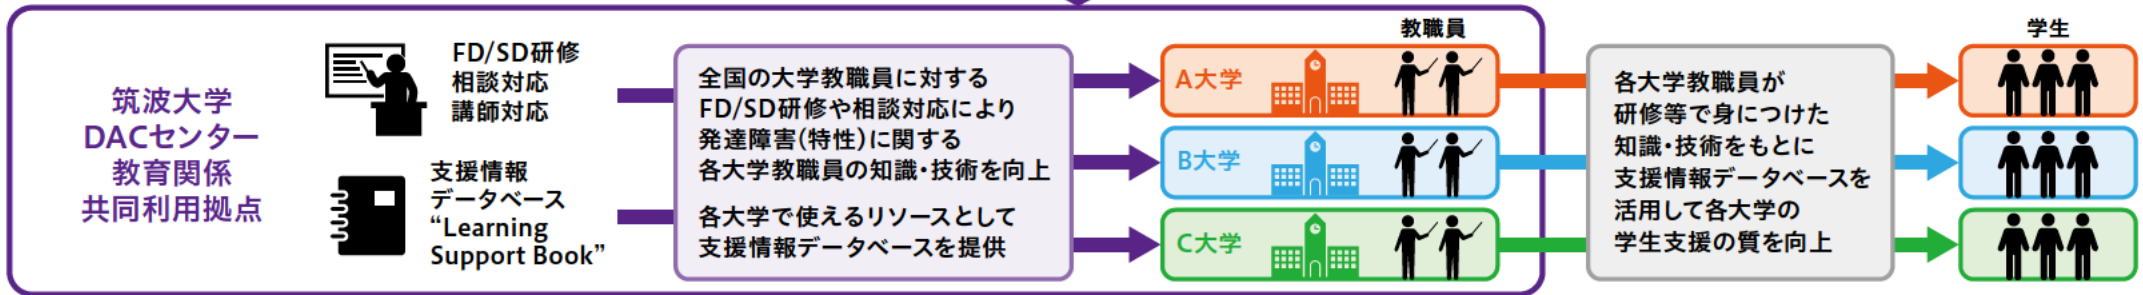 筑波大学
DACセンター
教育関係
共同利用拠点
FD/SD研修
相談対応
講師対応
支援情報
データベース
“Learning
Support Book”
全国の大学教職員に対する
FD/SD研修や相談対応により
発達障害(特性)に関する
各大学教職員の知識・技術を向上
各大学で使えるリソースとして
支援情報データベースを提供
教職員
A大学
B大学
C大学
各大学教職員が
研修等で身につけた
知識・技術をもとに
支援情報データベースを
活用して各大学の
学生支援の質を向上
学生